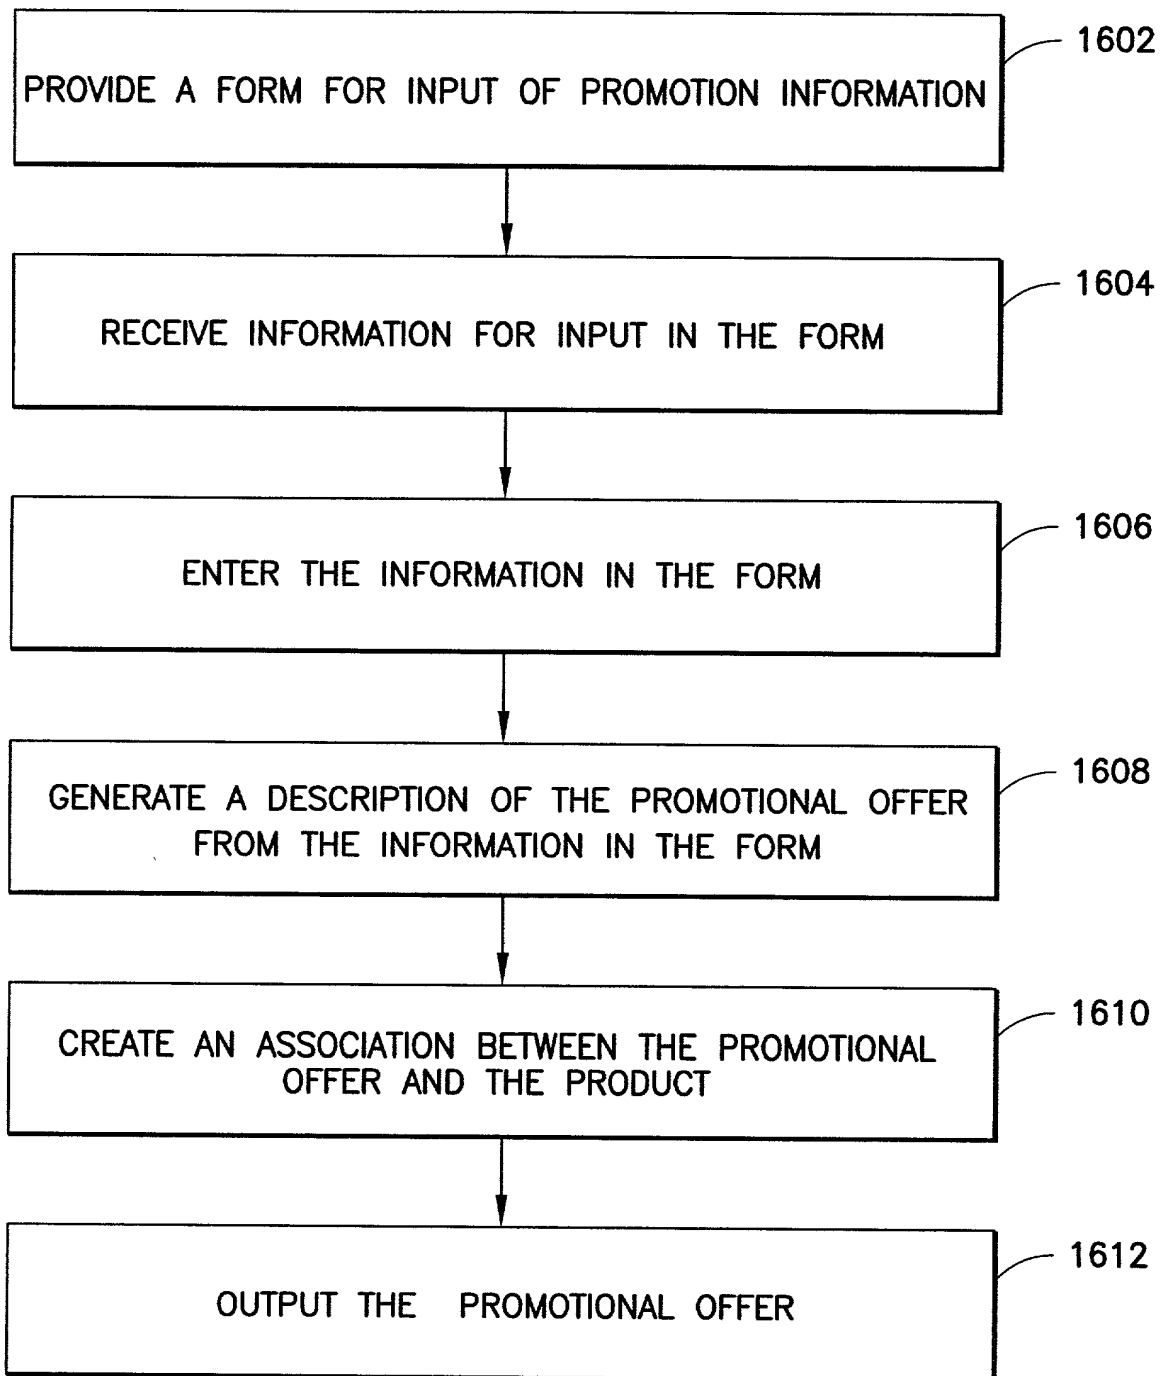 1602
PROVIDE A FORM FOR INPUT OF PROMOTION INFORMATION
1604
RECEIVE INFORMATION FOR INPUT IN THE FORM
1606
ENTER THE INFORMATION IN THE FORM
1608
GENERATE A DESCRIPTION OF THE PROMOTIONAL OFFER
FROM THE INFORMATION IN THE FORM
1610
CREATE AN ASSOCIATION BETWEEN THE PROMOTIONAL
OFFER AND THE PRODUCT
1612
OUTPUT THE PROMOTIONAL OFFER